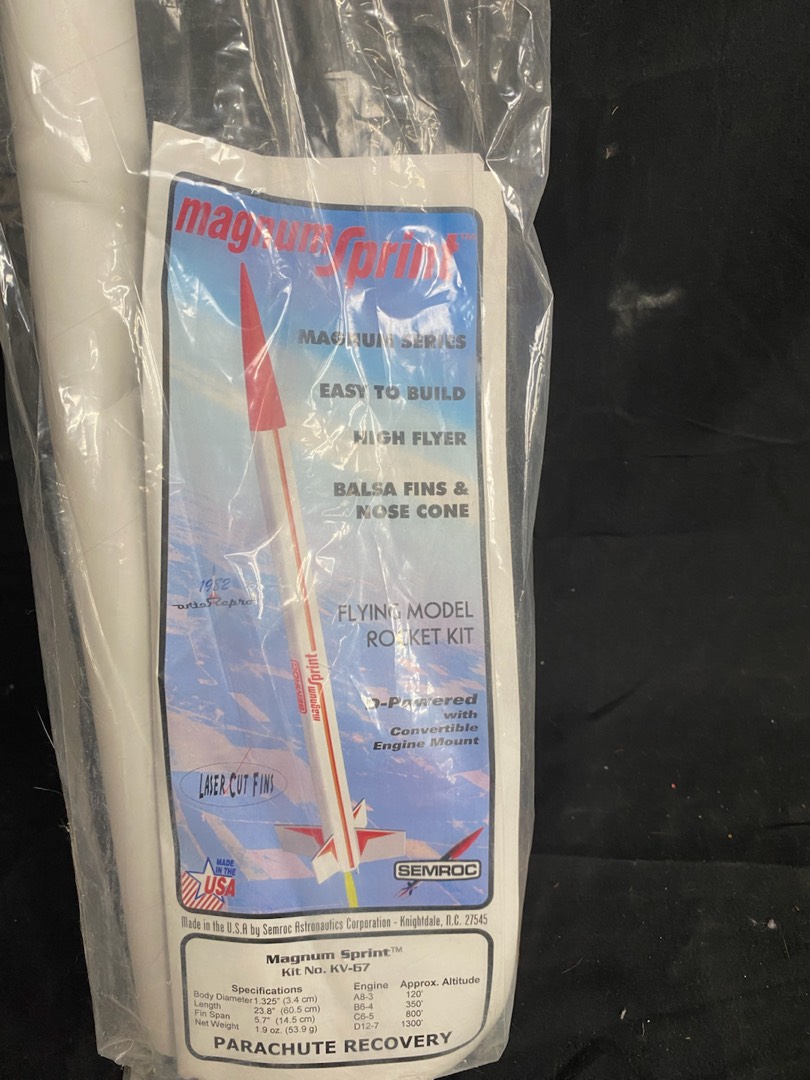 magnum Sprint™
MAGNUM SERIES
EASY TO BUILD
HIGH FLYER
BALSA FINS &
NOSE CONE
1982
FLYING MODEL
ROCKET KIT
SEMROC
magnum Sprint
D-Powered
with
Convertible
Engine Mount
LASER CUT FINS
MADE
IN THE
USA
SEMROC
Made in the U.S.A by Semroc Astronautics Corporation - Knightdale, N.C. 27545
Magnum Sprint™
Kit No. KV-67
Specifications
Body Diameter 1.325" (3.4 cm)
Length 23.8" (60.5 cm)
Fin Span 5.7" (14.5 cm)
Net Weight 1.9 oz. (53.9 g)
Engine Approx. Altitude
A8-3 120'
B6-4 350'
C6-5 800'
D12-7 1300'
PARACHUTE RECOVERY